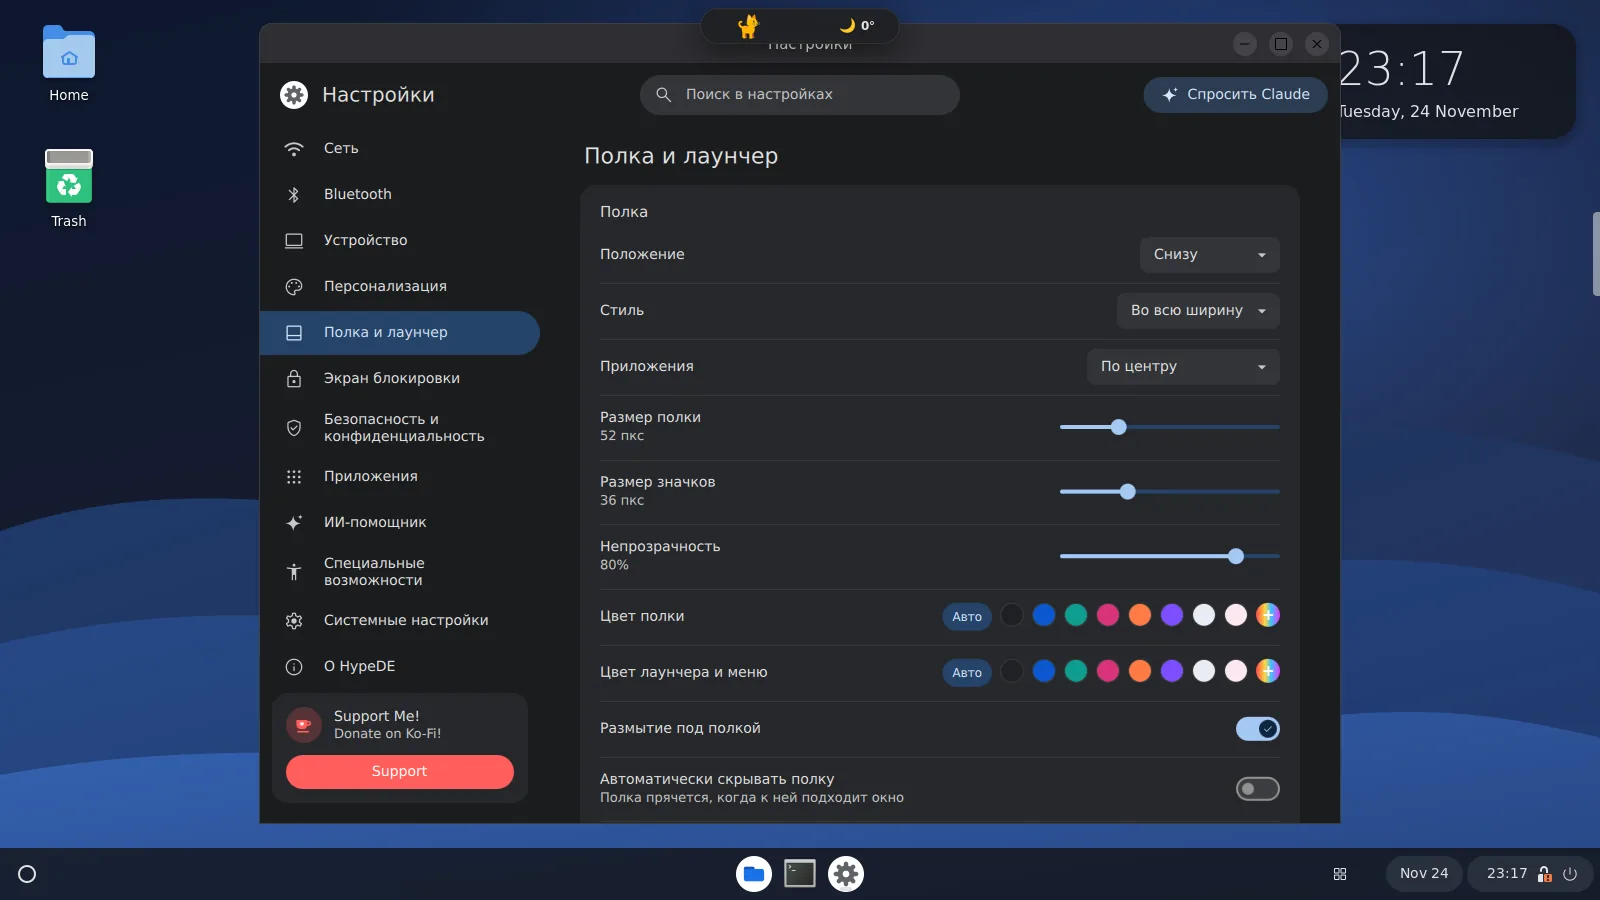 0°
Настройки
Home
Trash
23:17
Tuesday, 24 November
Настройки
Поиск в настройках
Спросить Claude
Сеть
Bluetooth
Устройство
Персонализация
Полка и лаунчер
Экран блокировки
Безопасность и
конфиденциальность
Приложения
ИИ-помощник
Специальные
возможности
Системные настройки
О HypeDE
Support Me!
Donate on Ko-Fi!
Support
Полка и лаунчер
Полка
Положение
Снизу
Стиль
Во всю ширину
Приложения
По центру
Размер полки
52 пкс
Размер значков
36 пкс
Непрозрачность
80%
Цвет полки
Авто
Цвет лаунчера и меню
Авто
Размытие под полкой
Автоматически скрывать полку
Полка прячется, когда к ней подходит окно
Nov 24
23:17